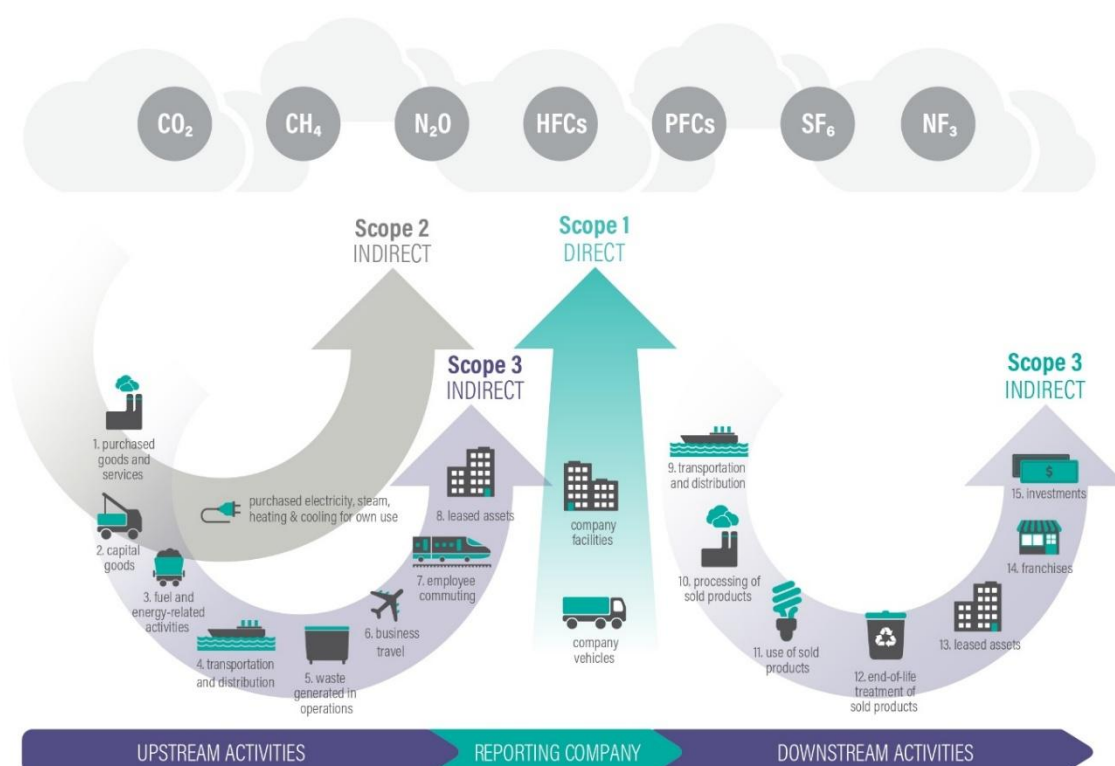 CO₂
CH₄
N₂O
HFCs
PFCs
SF₆
NF₃
Scope 2
INDIRECT
Scope 1
DIRECT
Scope 3
INDIRECT
Scope 3
INDIRECT
1. purchased
goods and
services
2. capital
goods
3. fuel and
energy-related
activities
purchased electricity, steam,
heating & cooling for own use
4. transportation
and distribution
5. waste
generated in
operations
6. business
travel
7. employee
commuting
8. leased assets
company
facilities
company
vehicles
9. transportation
and distribution
10. processing of
sold products
11. use of sold
products
12. end-of-life
treatment of
sold products
13. leased assets
14. franchises
15. investments
$
UPSTREAM ACTIVITIES
REPORTING COMPANY
DOWNSTREAM ACTIVITIES